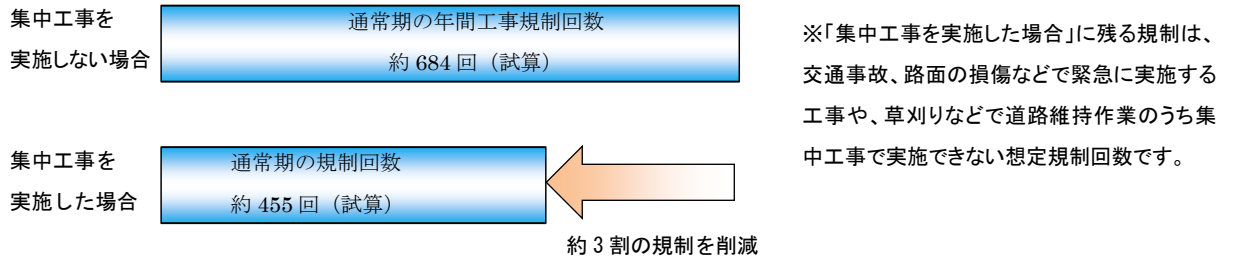 集中工事を
実施しない場合
通常期の年間工事規制回数
約 684 回（試算）
※「集中工事を実施した場合」に残る規制は、
交通事故、路面の損傷などで緊急に実施する
工事や、草刈りなどで道路維持作業のうち集
中工事で実施できない想定規制回数です。
集中工事を
実施した場合
通常期の規制回数
約 455 回（試算）
約 3 割の規制を削減